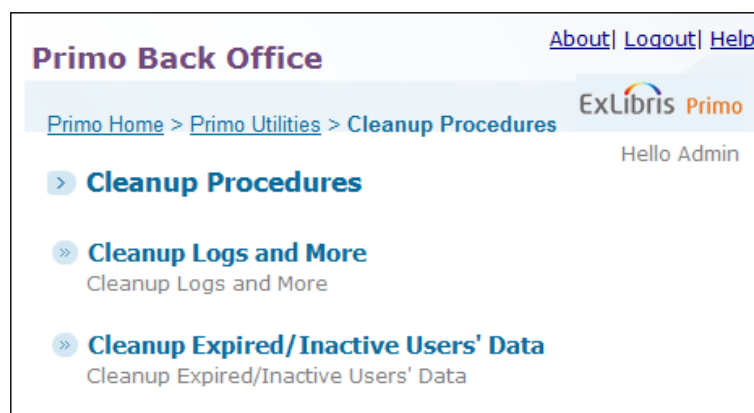 About| Logout| Help
Primo Back Office
ExLibris Primo
Primo Home > Primo Utilities > Cleanup Procedures
Hello Admin
Cleanup Procedures
Cleanup Logs and More
Cleanup Logs and More
Cleanup Expired/Inactive Users' Data
Cleanup Expired/Inactive Users' Data